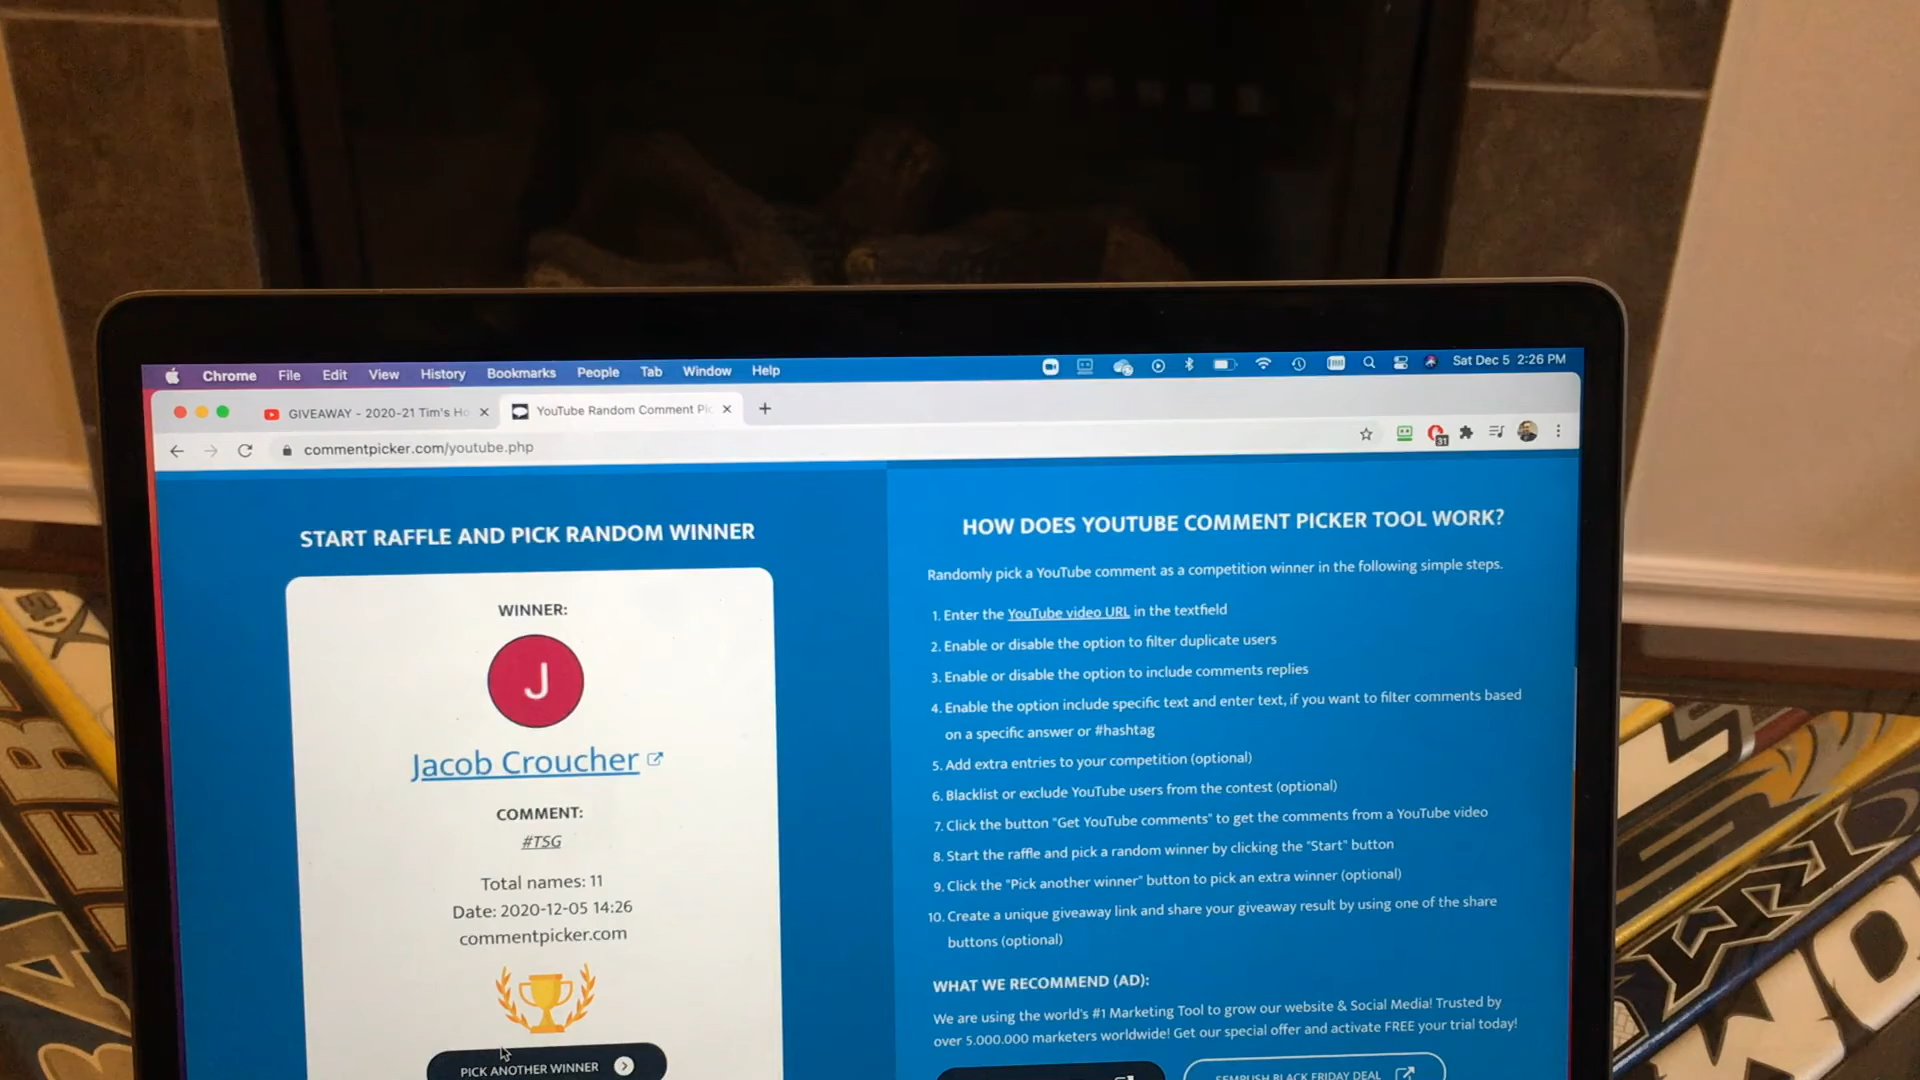 Chrome File Edit View History Bookmarks People Tab Window Help Sat Dec 5 2:26 PM
GIVEAWAY - 2020-21 Tim's Ho
YouTube Random Comment Pic
commentpicker.com/youtube.php
31
START RAFFLE AND PICK RANDOM WINNER
WINNER:
J
Jacob Croucher
COMMENT:
#TSG
Total names: 11
Date: 2020-12-05 14:26
commentpicker.com
PICK ANOTHER WINNER
HOW DOES YOUTUBE COMMENT PICKER TOOL WORK?
Randomly pick a YouTube comment as a competition winner in the following simple steps.
1. Enter the YouTube video URL in the textfield
2. Enable or disable the option to filter duplicate users
3. Enable or disable the option to include comments replies
4. Enable the option include specific text and enter text, if you want to filter comments based
on a specific answer or #hashtag
5. Add extra entries to your competition (optional)
6. Blacklist or exclude YouTube users from the contest (optional)
7. Click the button "Get YouTube comments" to get the comments from a YouTube video
8. Start the raffle and pick a random winner by clicking the "Start" button
9. Click the "Pick another winner" button to pick an extra winner (optional)
10. Create a unique giveaway link and share your giveaway result by using one of the share
buttons (optional)
WHAT WE RECOMMEND (AD):
We are using the world's #1 Marketing Tool to grow our website & Social Media! Trusted by
over 5.000.000 marketers worldwide! Get our special offer and activate FREE your trial today!
SEMRUSH BLACK FRIDAY DEAL